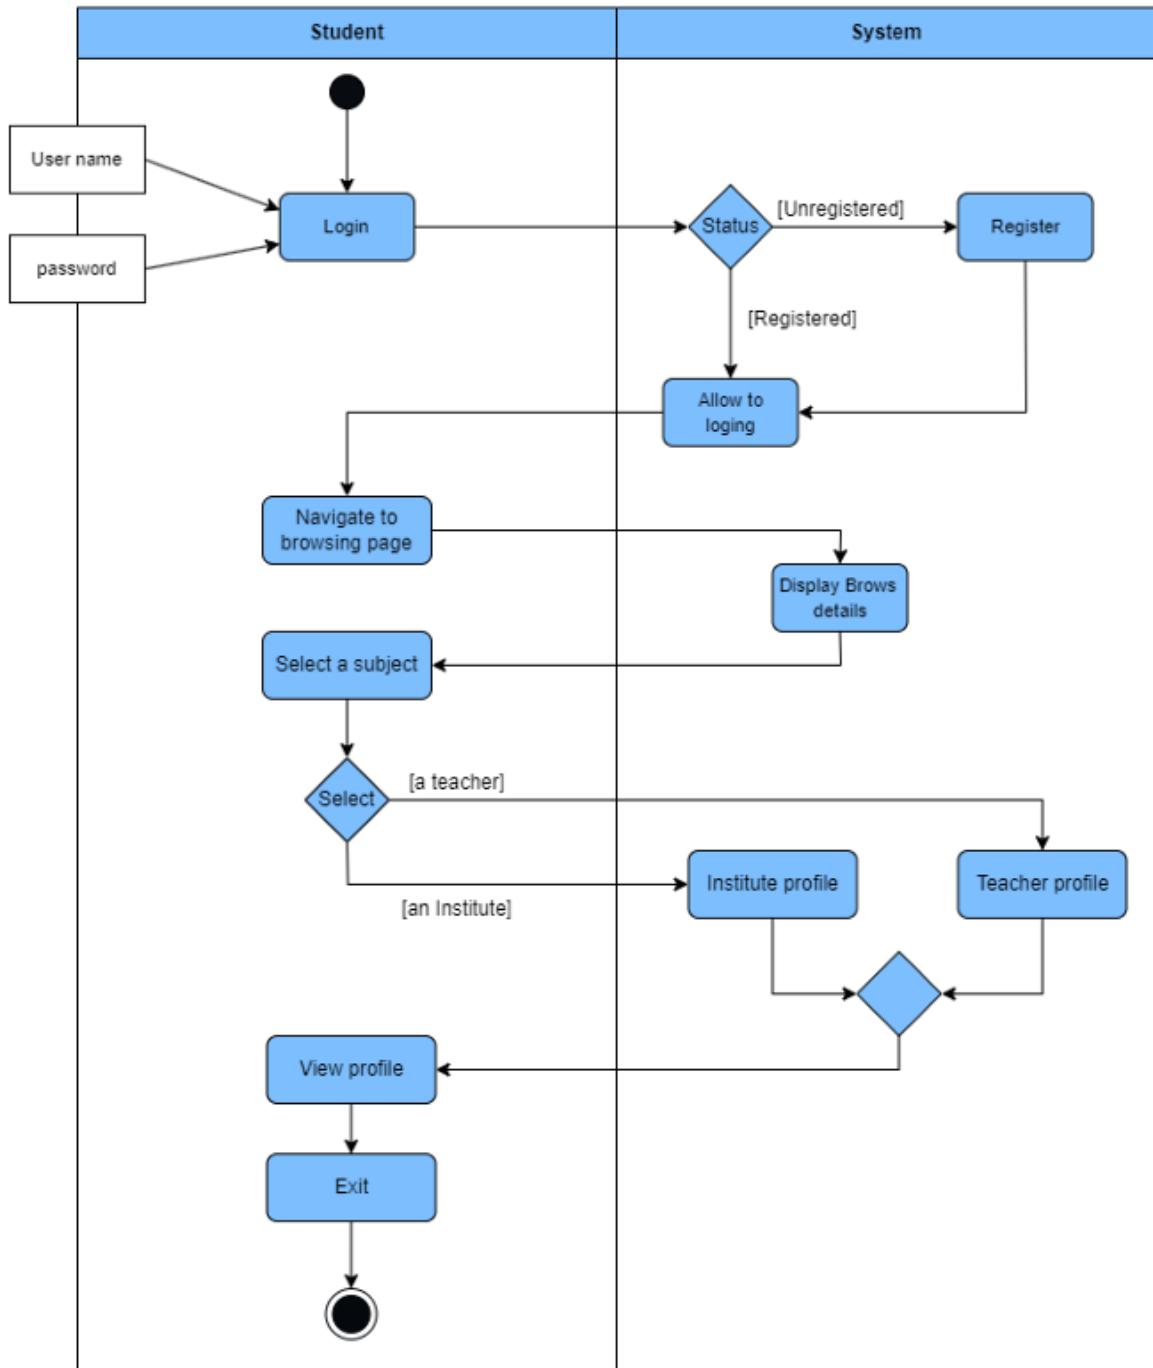 Student
System
User name
password
Login
Status
[Unregistered]
Register
[Registered]
Allow to
loging
Navigate to
browsing page
Display Brows
details
Select a subject
Select
[a teacher]
[an Institute]
Institute profile
Teacher profile
View profile
Exit